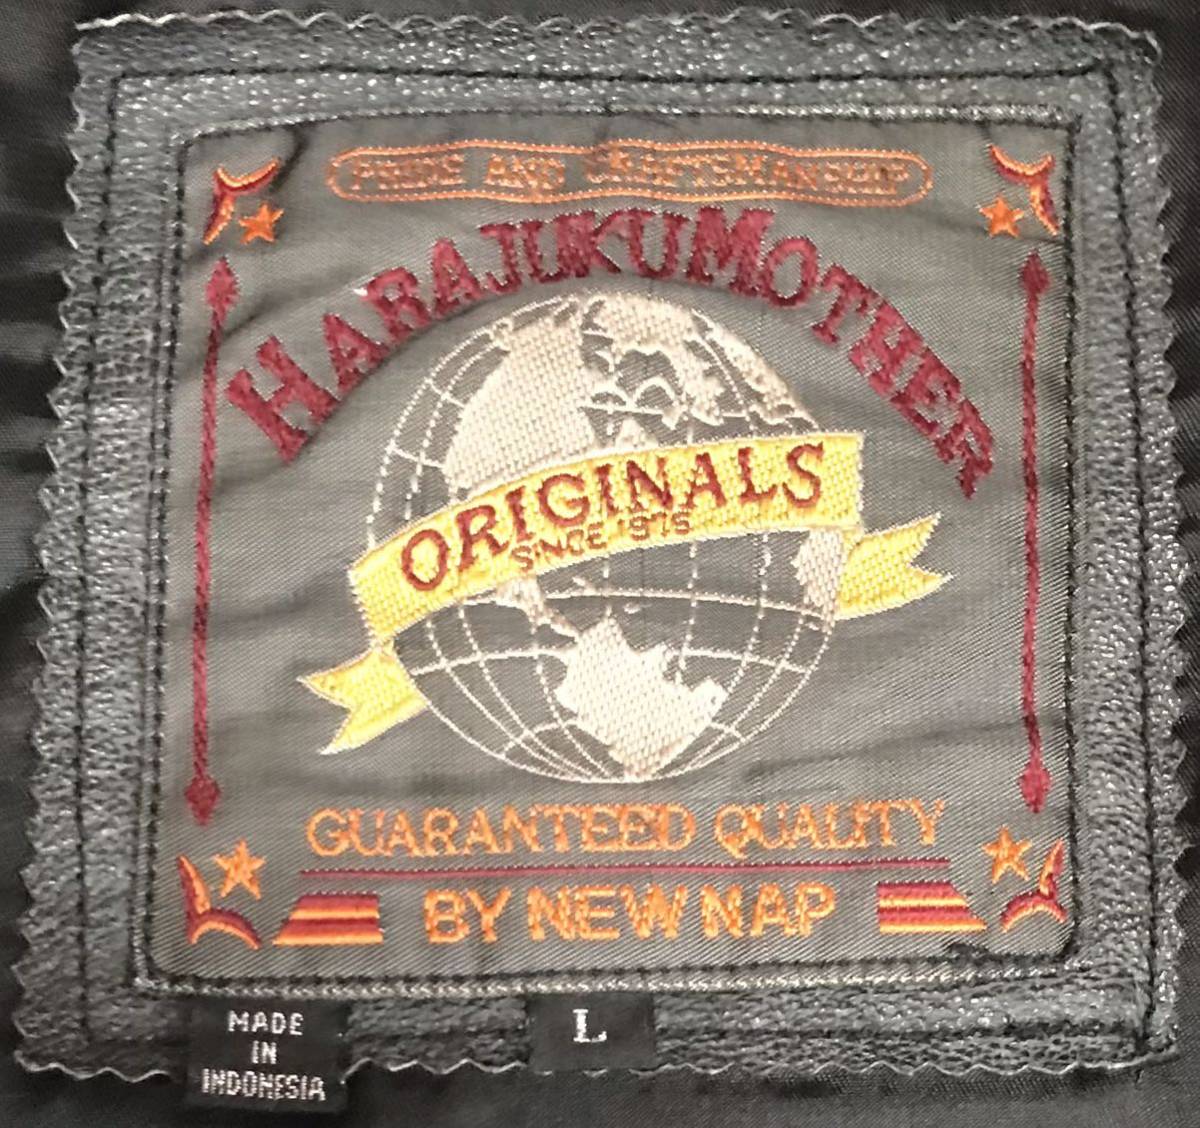 PRIDE AND CRAFTSMANSHIP
HARAJUKUMOTHER
ORIGINALS
SINCE 1975
GUARANTEED QUALITY
BY NEW NAP
MADE
IN
INDONESIA
L